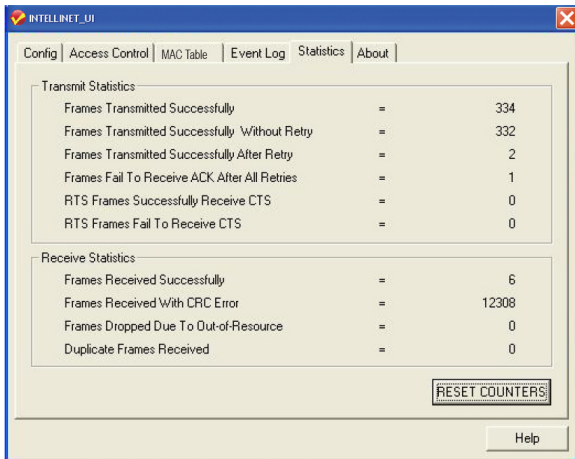 INTELLINET_UI
Config Access Control MAC Table Event Log Statistics About
Transmit Statistics
Frames Transmitted Successfully = 334
Frames Transmitted Successfully Without Retry = 332
Frames Transmitted Successfully After Retry = 2
Frames Fail To Receive ACK After All Retries = 1
RTS Frames Successfully Receive CTS = 0
RTS Frames Fail To Receive CTS = 0
Receive Statistics
Frames Received Successfully = 6
Frames Received With CRC Error = 12308
Frames Dropped Due To Out-of-Resource = 0
Duplicate Frames Received = 0
RESET COUNTERS
Help